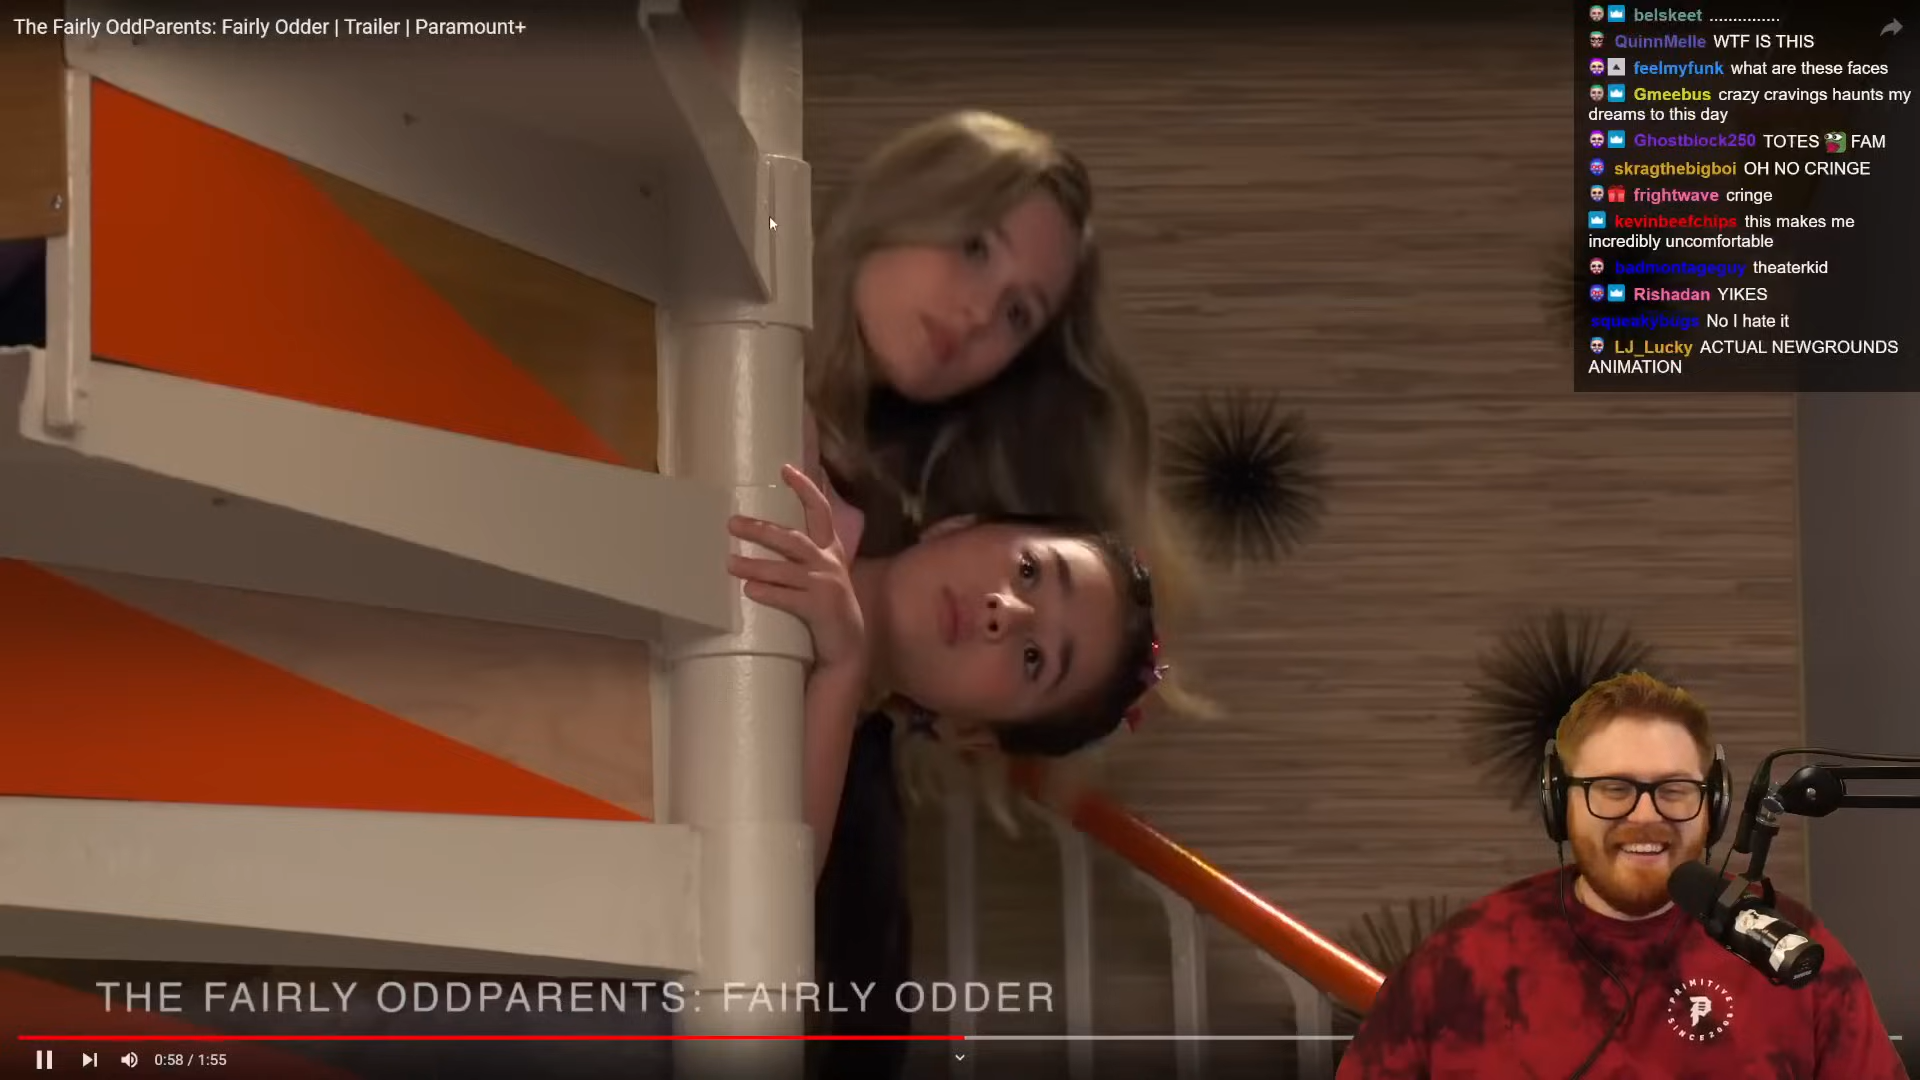 The Fairly OddParents: Fairly Odder | Trailer | Paramount+
belskeet ...............
QuinnMelle WTF IS THIS
feelmyfunk what are these faces
Gmeebus crazy cravings haunts my
dreams to this day
Ghostblock250 TOTES FAM
skragthebigboi OH NO CRINGE
frightwave cringe
kevinbeefchips this makes me
incredibly uncomfortable
badmontageguy theaterkid
Rishadan YIKES
squeakybugs No I hate it
LJ_Lucky ACTUAL NEWGROUNDS
ANIMATION
THE FAIRLY ODDPARENTS: FAIRLY ODDER
PRIMITIVE
P
SINCE 2008
0:58 / 1:55